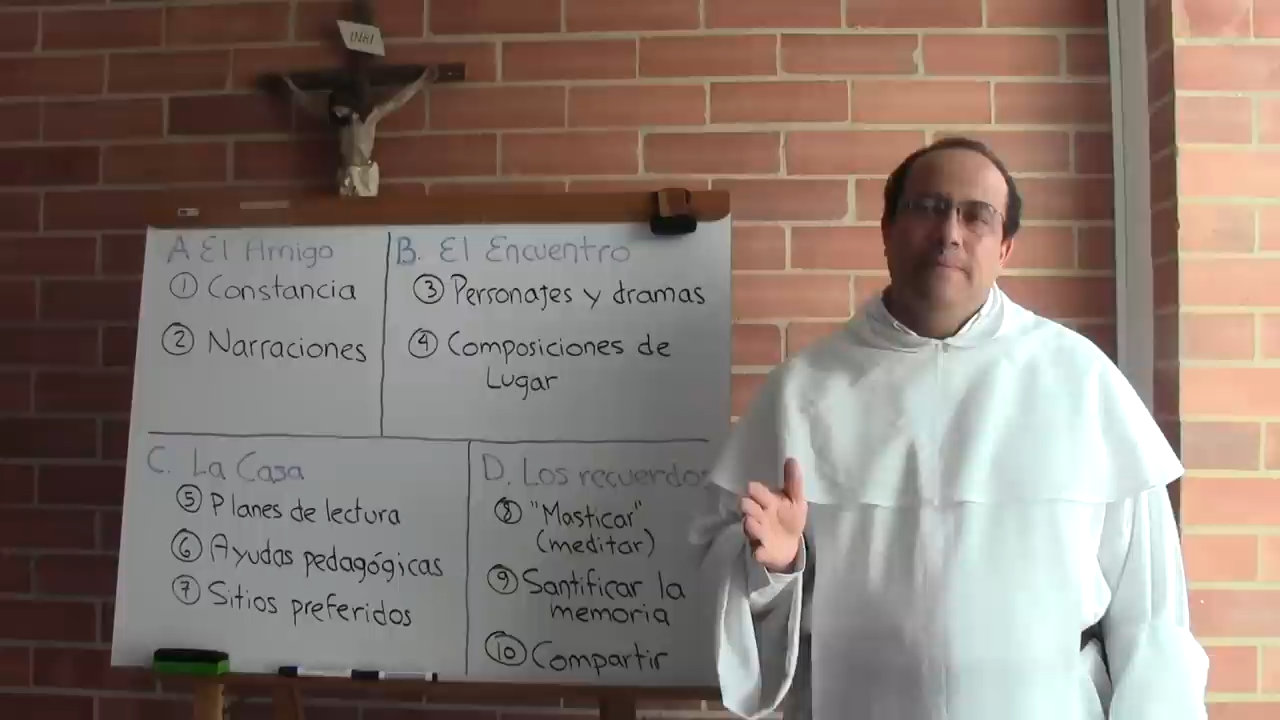 INRI
A El Amigo
① Constancia
② Narraciones
B. El Encuentro
③ Personajes y dramas
④ Composiciones de
Lugar
C. La Casa
⑤ Planes de lectura
⑥ Ayudas pedagógicas
⑦ Sitios preferidos
D. Los recuerdos
⑧ "Masticar"
(meditar)
⑨ Santificar la
memoria
⑩ Compartir